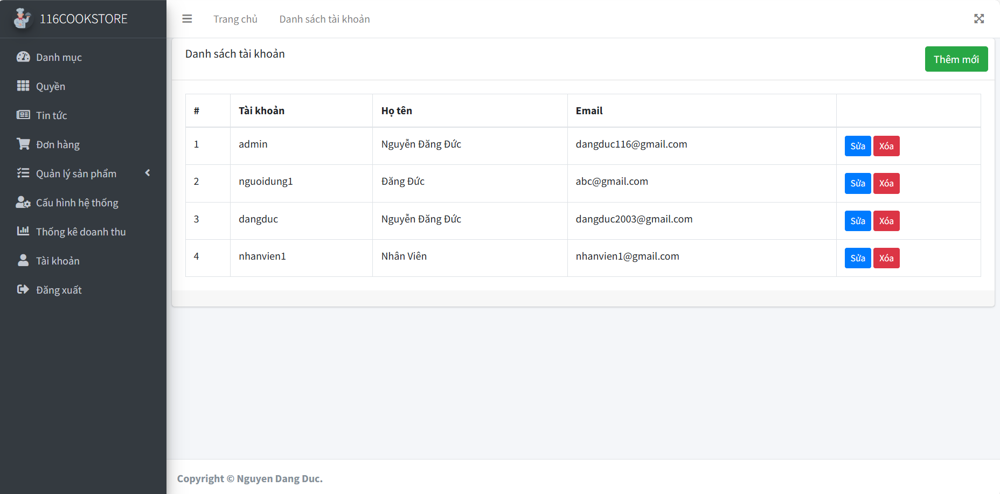 116COOKSTORE
Danh mục
Quyền
Tin tức
Đơn hàng
Quản lý sản phẩm
Cấu hình hệ thống
Thống kê doanh thu
Tài khoản
Đăng xuất
Trang chủ Danh sách tài khoản
Danh sách tài khoản
Thêm mới
# Tài khoản Họ tên Email
1 admin Nguyễn Đăng Đức dangduc116@gmail.com Sửa Xóa
2 nguoidung1 Đăng Đức abc@gmail.com Sửa Xóa
3 dangduc Nguyễn Đăng Đức dangduc2003@gmail.com Sửa Xóa
4 nhanvien1 Nhân Viên nhanvien1@gmail.com Sửa Xóa
Copyright © Nguyen Dang Duc.